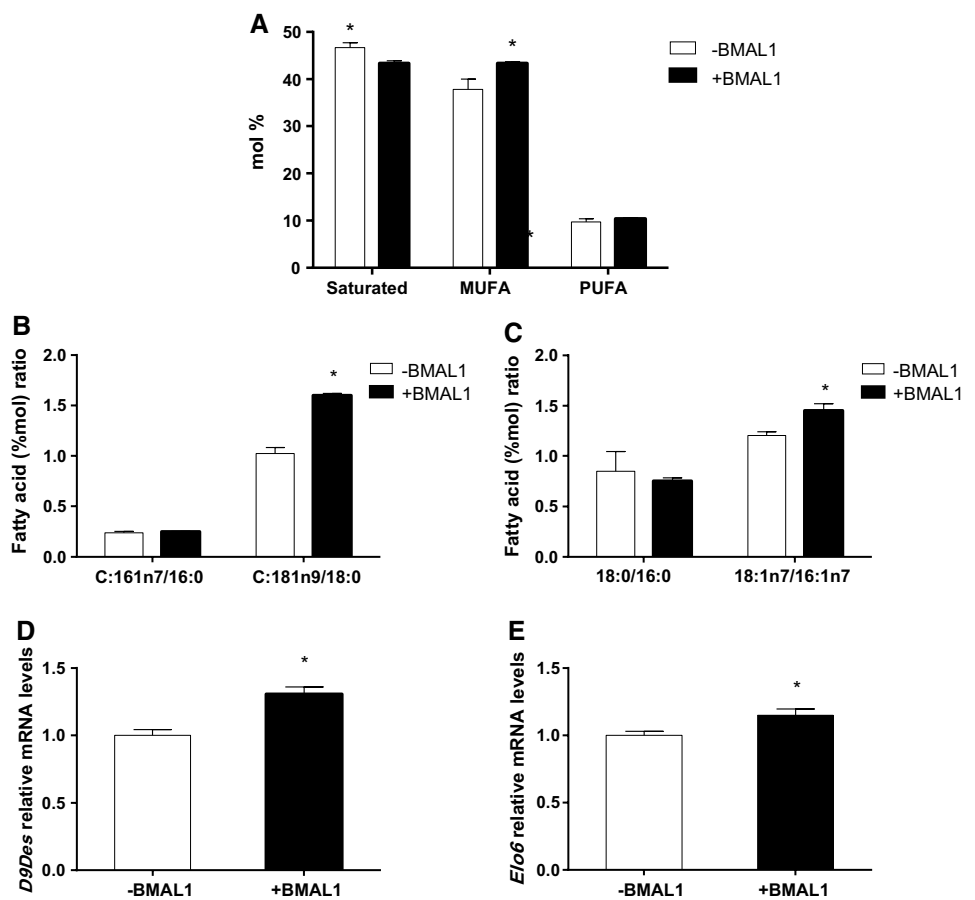 A
*
*
*
50
40
30
20
10
0
mol %
Saturated MUFA PUFA
-BMAL1
+BMAL1
B
2.0
1.5
1.0
0.5
0.0
Fatty acid (%mol) ratio
*
C:161n7/16:0 C:181n9/18:0
-BMAL1
+BMAL1
C
2.0
1.5
1.0
0.5
0.0
Fatty acid (%mol) ratio
*
18:0/16:0 18:1n7/16:1n7
-BMAL1
+BMAL1
D
1.5
1.0
0.5
0.0
D9Des relative mRNA levels
*
-BMAL1 +BMAL1
E
1.5
1.0
0.5
0.0
Elo6 relative mRNA levels
*
-BMAL1 +BMAL1